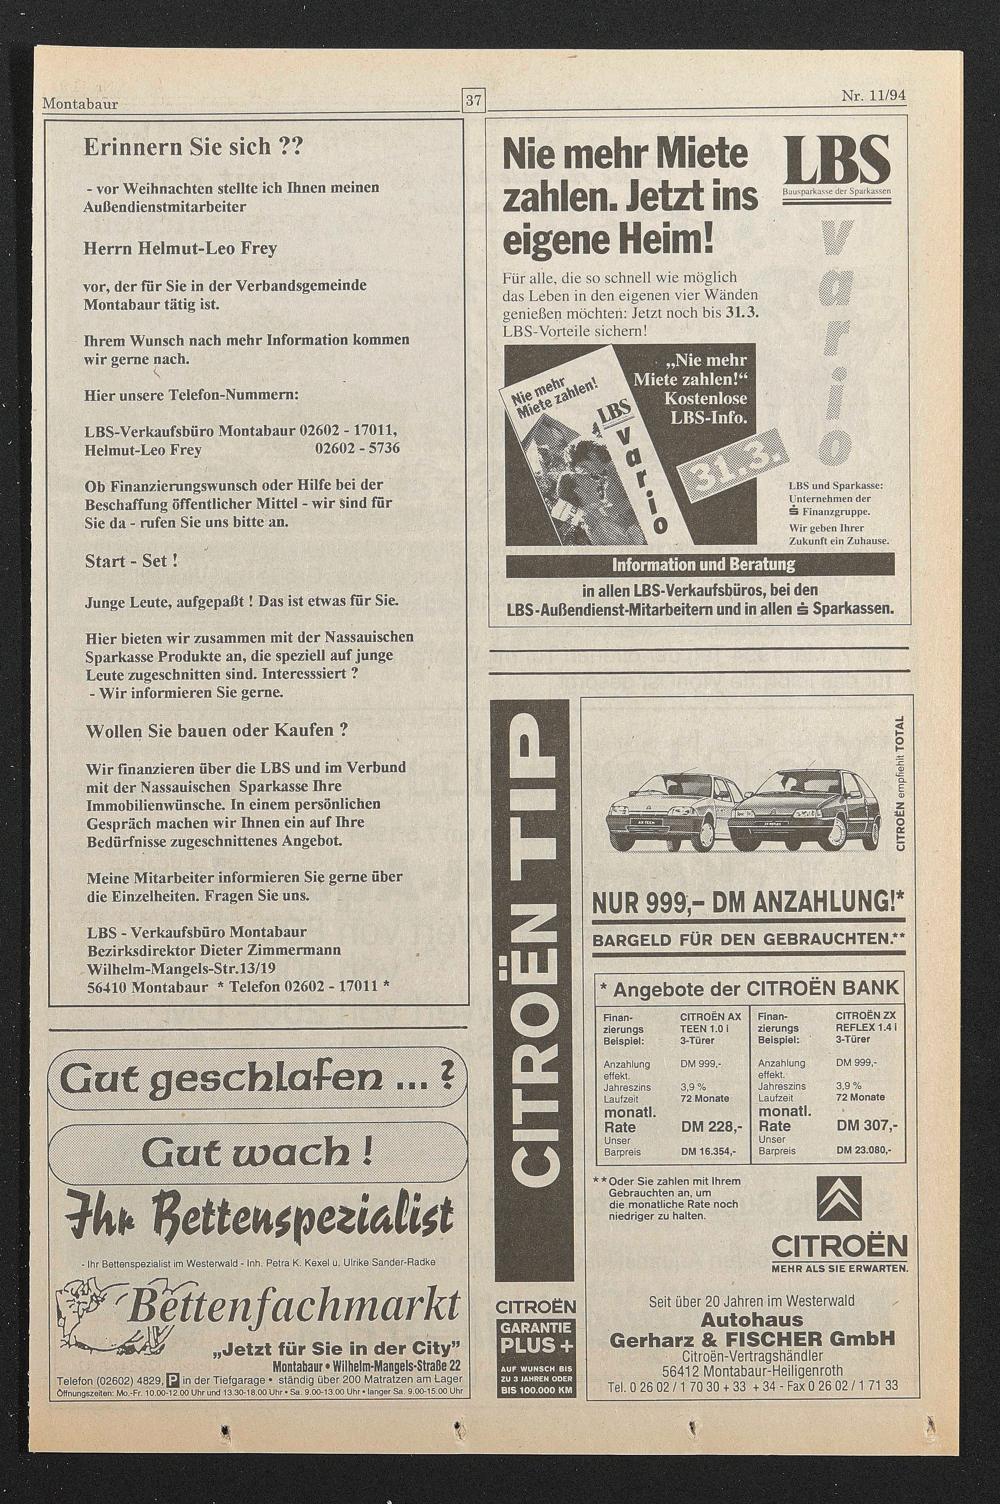 Montabaur
37
Nr. 11/94
Erinnern Sie sich ??
- vor Weihnachten stellte ich Ihnen meinen
Außendienstmitarbeiter
Herrn Helmut-Leo Frey
vor, der für Sie in der Verbandsgemeinde
Montabaur tätig ist.
Ihrem Wunsch nach mehr Information kommen
wir gerne nach.
Hier unsere Telefon-Nummern:
LBS-Verkaufsbüro Montabaur 02602 - 17011,
Helmut-Leo Frey 02602 - 5736
Ob Finanzierungswunsch oder Hilfe bei der
Beschaffung öffentlicher Mittel - wir sind für
Sie da - rufen Sie uns bitte an.
Start - Set !
Junge Leute, aufgepaßt ! Das ist etwas für Sie.
Hier bieten wir zusammen mit der Nassauischen
Sparkasse Produkte an, die speziell auf junge
Leute zugeschnitten sind. Interesssiert ?
- Wir informieren Sie gerne.
Wollen Sie bauen oder Kaufen ?
Wir finanzieren über die LBS und im Verbund
mit der Nassauischen Sparkasse Ihre
Immobilienwünsche. In einem persönlichen
Gespräch machen wir Ihnen ein auf Ihre
Bedürfnisse zugeschnittenes Angebot.
Meine Mitarbeiter informieren Sie gerne über
die Einzelheiten. Fragen Sie uns.
LBS - Verkaufsbüro Montabaur
Bezirksdirektor Dieter Zimmermann
Wilhelm-Mangels-Str.13/19
56410 Montabaur * Telefon 02602 - 17011 *
Gut geschlafen ... ?
Gut wach !
Ihr Bettenspezialist
- Ihr Bettenspezialist im Westerwald - Inh. Petra K. Kexel u. Ulrike Sander-Radke
Bettenfachmarkt
„Jetzt für Sie in der City”
Montabaur • Wilhelm-Mangels-Straße 22
Telefon (02602) 4829, P in der Tiefgarage • ständig über 200 Matratzen am Lager
Öffnungszeiten: Mo.-Fr. 10.00-12.00 Uhr und 13.30-18.00 Uhr • Sa. 9.00-13.00 Uhr • langer Sa. 9.00-15.00 Uhr
Nie mehr Miete
zahlen. Jetzt ins
eigene Heim!
LBS
Bausparkasse der Sparkassen
vario
Für alle, die so schnell wie möglich
das Leben in den eigenen vier Wänden
genießen möchten: Jetzt noch bis 31.3.
LBS-Vorteile sichern!
„Nie mehr
Miete zahlen!“
Kostenlose
LBS-Info.
Nie mehr
Miete zahlen!
LBS
vario
31.3.
LBS und Sparkasse:
Unternehmen der
Finanzgruppe.
Wir geben Ihrer
Zukunft ein Zuhause.
Information und Beratung
in allen LBS-Verkaufsbüros, bei den
LBS-Außendienst-Mitarbeitern und in allen Sparkassen.
CITROËN TIP
CITROËN empfiehlt TOTAL
AX TEEN
ZX REFLEX
NUR 999,– DM ANZAHLUNG!*
BARGELD FÜR DEN GEBRAUCHTEN.**
* Angebote der CITROËN BANK
Finan- CITROËN AX
zierungs TEEN 1.0 i
Beispiel: 3-Türer
Anzahlung DM 999,-
effekt.
Jahreszins 3,9 %
Laufzeit 72 Monate
monatl.
Rate DM 228,-
Unser
Barpreis DM 16.354,-
Finan- CITROËN ZX
zierungs REFLEX 1.4 i
Beispiel: 3-Türer
Anzahlung DM 999,-
effekt.
Jahreszins 3,9 %
Laufzeit 72 Monate
monatl.
Rate DM 307,-
Unser
Barpreis DM 23.080,-
**Oder Sie zahlen mit Ihrem
Gebrauchten an, um
die monatliche Rate noch
niedriger zu halten.
CITROËN
MEHR ALS SIE ERWARTEN.
CITROËN
GARANTIE
PLUS +
AUF WUNSCH BIS
ZU 3 JAHREN ODER
BIS 100.000 KM
Seit über 20 Jahren im Westerwald
Autohaus
Gerharz & FISCHER GmbH
Citroën-Vertragshändler
56412 Montabaur-Heiligenroth
Tel. 0 26 02 / 1 70 30 + 33 + 34 - Fax 0 26 02 / 1 71 33